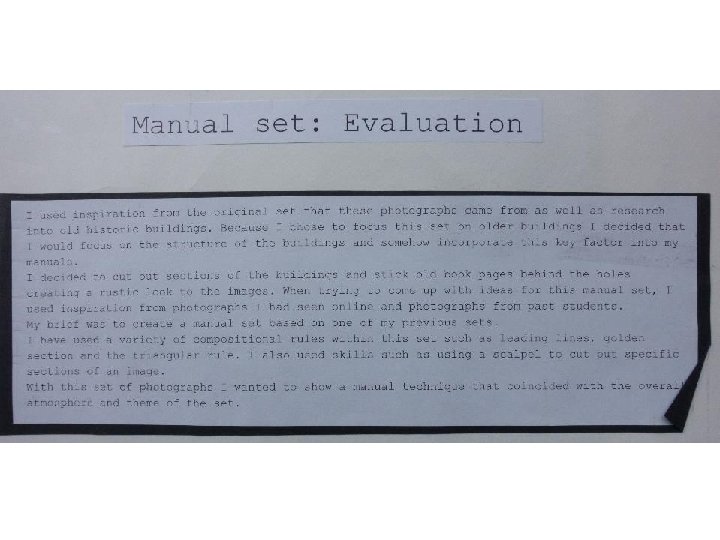 Manual set: Evaluation
I used inspiration from the original set that these photographs came from as well as research
into old historic buildings. Because I chose to focus this set on older buildings I decided that
I would focus on the structure of the buildings and somehow incorporate this key factor into my
manuals.
I decided to cut out sections of the buildings and stick old book pages behind the holes
creating a rustic look to the images. When trying to come up with ideas for this manual set, I
used inspiration from photographs I had seen online and photographs from past students.
My brief was to create a manual set based on one of my previous sets.
I have used a variety of compositional rules within this set such as leading lines, golden
section and the triangular rule. I also used skills such as using a scalpel to cut out specific
sections of an image.
With this set of photographs I wanted to show a manual technique that coincided with the overall
atmosphere and theme of the set.